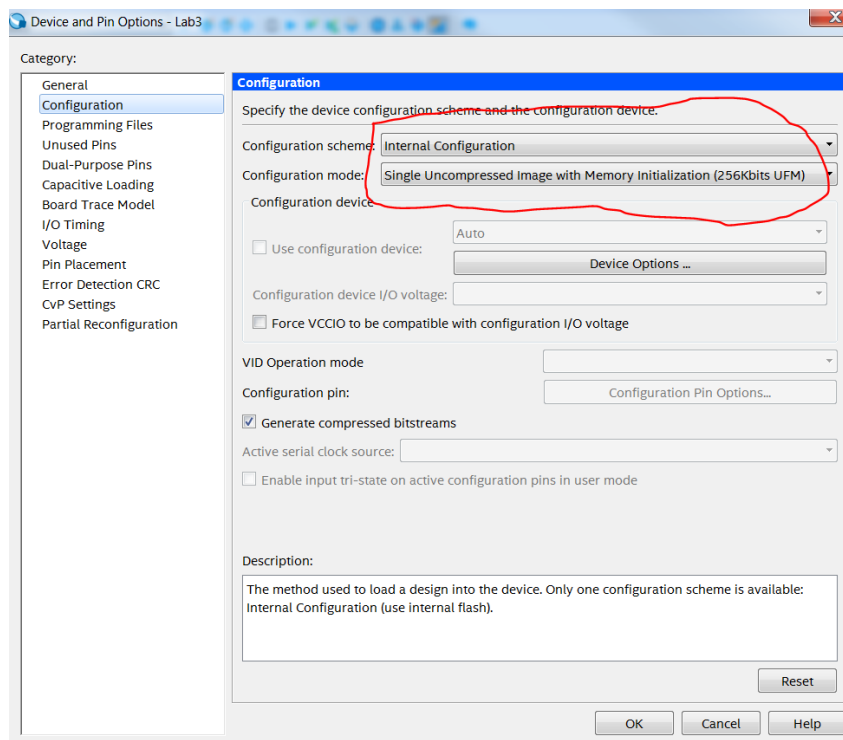 Device and Pin Options - Lab3
Category:
General
Configuration
Programming Files
Unused Pins
Dual-Purpose Pins
Capacitive Loading
Board Trace Model
I/O Timing
Voltage
Pin Placement
Error Detection CRC
CvP Settings
Partial Reconfiguration
Configuration
Specify the device configuration scheme and the configuration device.
Configuration scheme: Internal Configuration
Configuration mode: Single Uncompressed Image with Memory Initialization (256Kbits UFM)
Configuration device
Auto
Use configuration device:
Device Options ...
Configuration device I/O voltage:
Force VCCIO to be compatible with configuration I/O voltage
VID Operation mode
Configuration pin: Configuration Pin Options...
Generate compressed bitstreams
Active serial clock source:
Enable input tri-state on active configuration pins in user mode
Description:
The method used to load a design into the device. Only one configuration scheme is available:
Internal Configuration (use internal flash).
Reset
OK Cancel Help